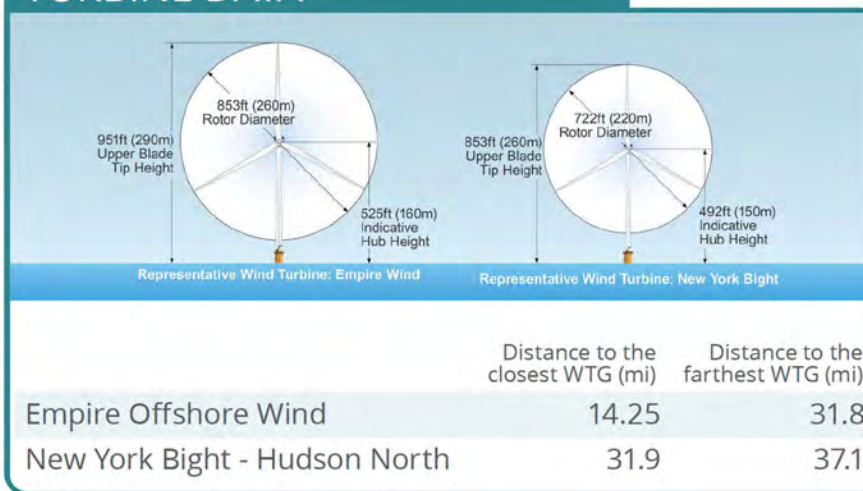 853ft (260m)
Rotor Diameter
951ft (290m)
Upper Blade
Tip Height
525ft (160m)
Indicative
Hub Height
Representative Wind Turbine: Empire Wind
722ft (220m)
Rotor Diameter
853ft (260m)
Upper Blade
Tip Height
492ft (150m)
Indicative
Hub Height
Representative Wind Turbine: New York Bight
Distance to the closest WTG (mi) Distance to the farthest WTG (mi)
Empire Offshore Wind 14.25 31.8
New York Bight - Hudson North 31.9 37.1